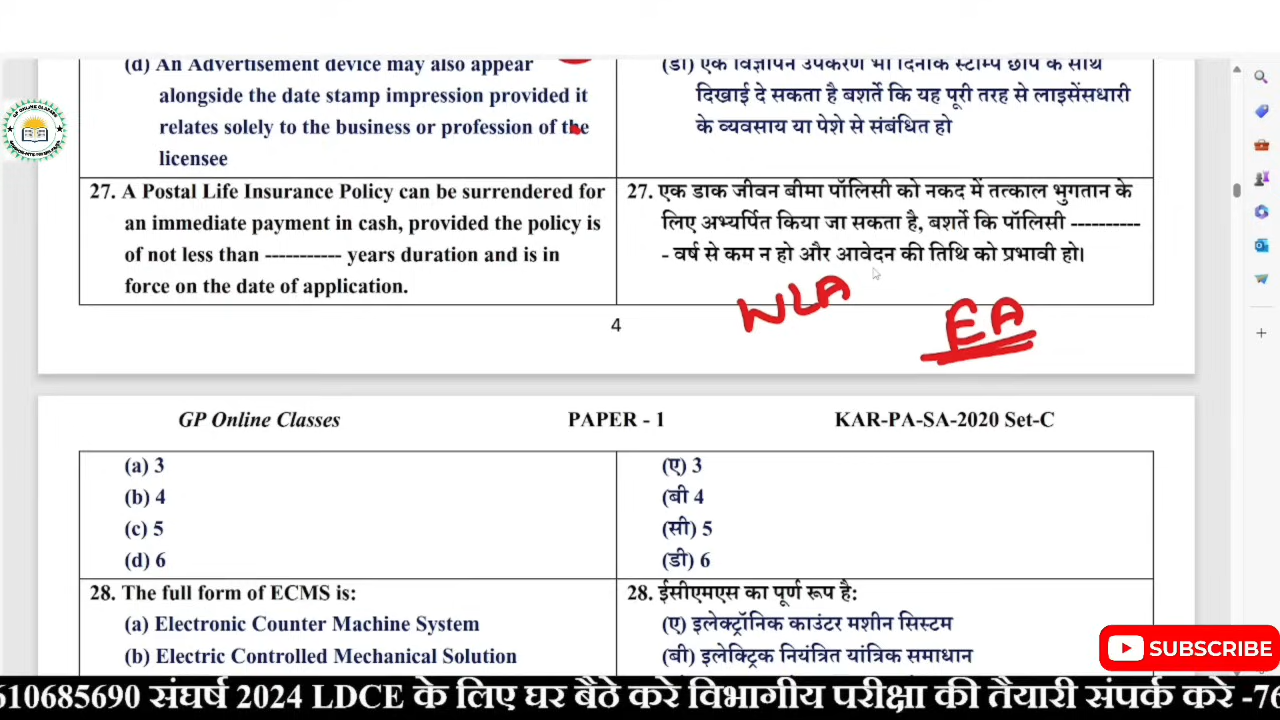 (d) An Advertisement device may also appear
alongside the date stamp impression provided it
relates solely to the business or profession of the
licensee
(डी) एक विज्ञापन उपकरण भी दिनांक स्टाम्प छाप के साथ
दिखाई दे सकता है बशर्ते कि यह पूरी तरह से लाइसेंसधारी
के व्यवसाय या पेशे से संबंधित हो
27. A Postal Life Insurance Policy can be surrendered for
an immediate payment in cash, provided the policy is
of not less than ----------- years duration and is in
force on the date of application.
27. एक डाक जीवन बीमा पॉलिसी को नकद में तत्काल भुगतान के
लिए अभ्यर्पित किया जा सकता है, बशर्ते कि पॉलिसी ----------
- वर्ष से कम न हो और आवेदन की तिथि को प्रभावी हो।
WLA
EA
4
GP Online Classes PAPER - 1 KAR-PA-SA-2020 Set-C
(a) 3
(b) 4
(c) 5
(d) 6
(ए) 3
(बी 4
(सी) 5
(डी) 6
28. The full form of ECMS is:
(a) Electronic Counter Machine System
(b) Electric Controlled Mechanical Solution
28. ईसीएमएस का पूर्ण रूप है:
(ए) इलेक्ट्रॉनिक काउंटर मशीन सिस्टम
(बी) इलेक्ट्रिक नियंत्रित यांत्रिक समाधान
SUBSCRIBE
610685690 संघर्ष 2024 LDCE के लिए घर बैठे करे विभागीय परीक्षा की तैयारी संपर्क करे -76